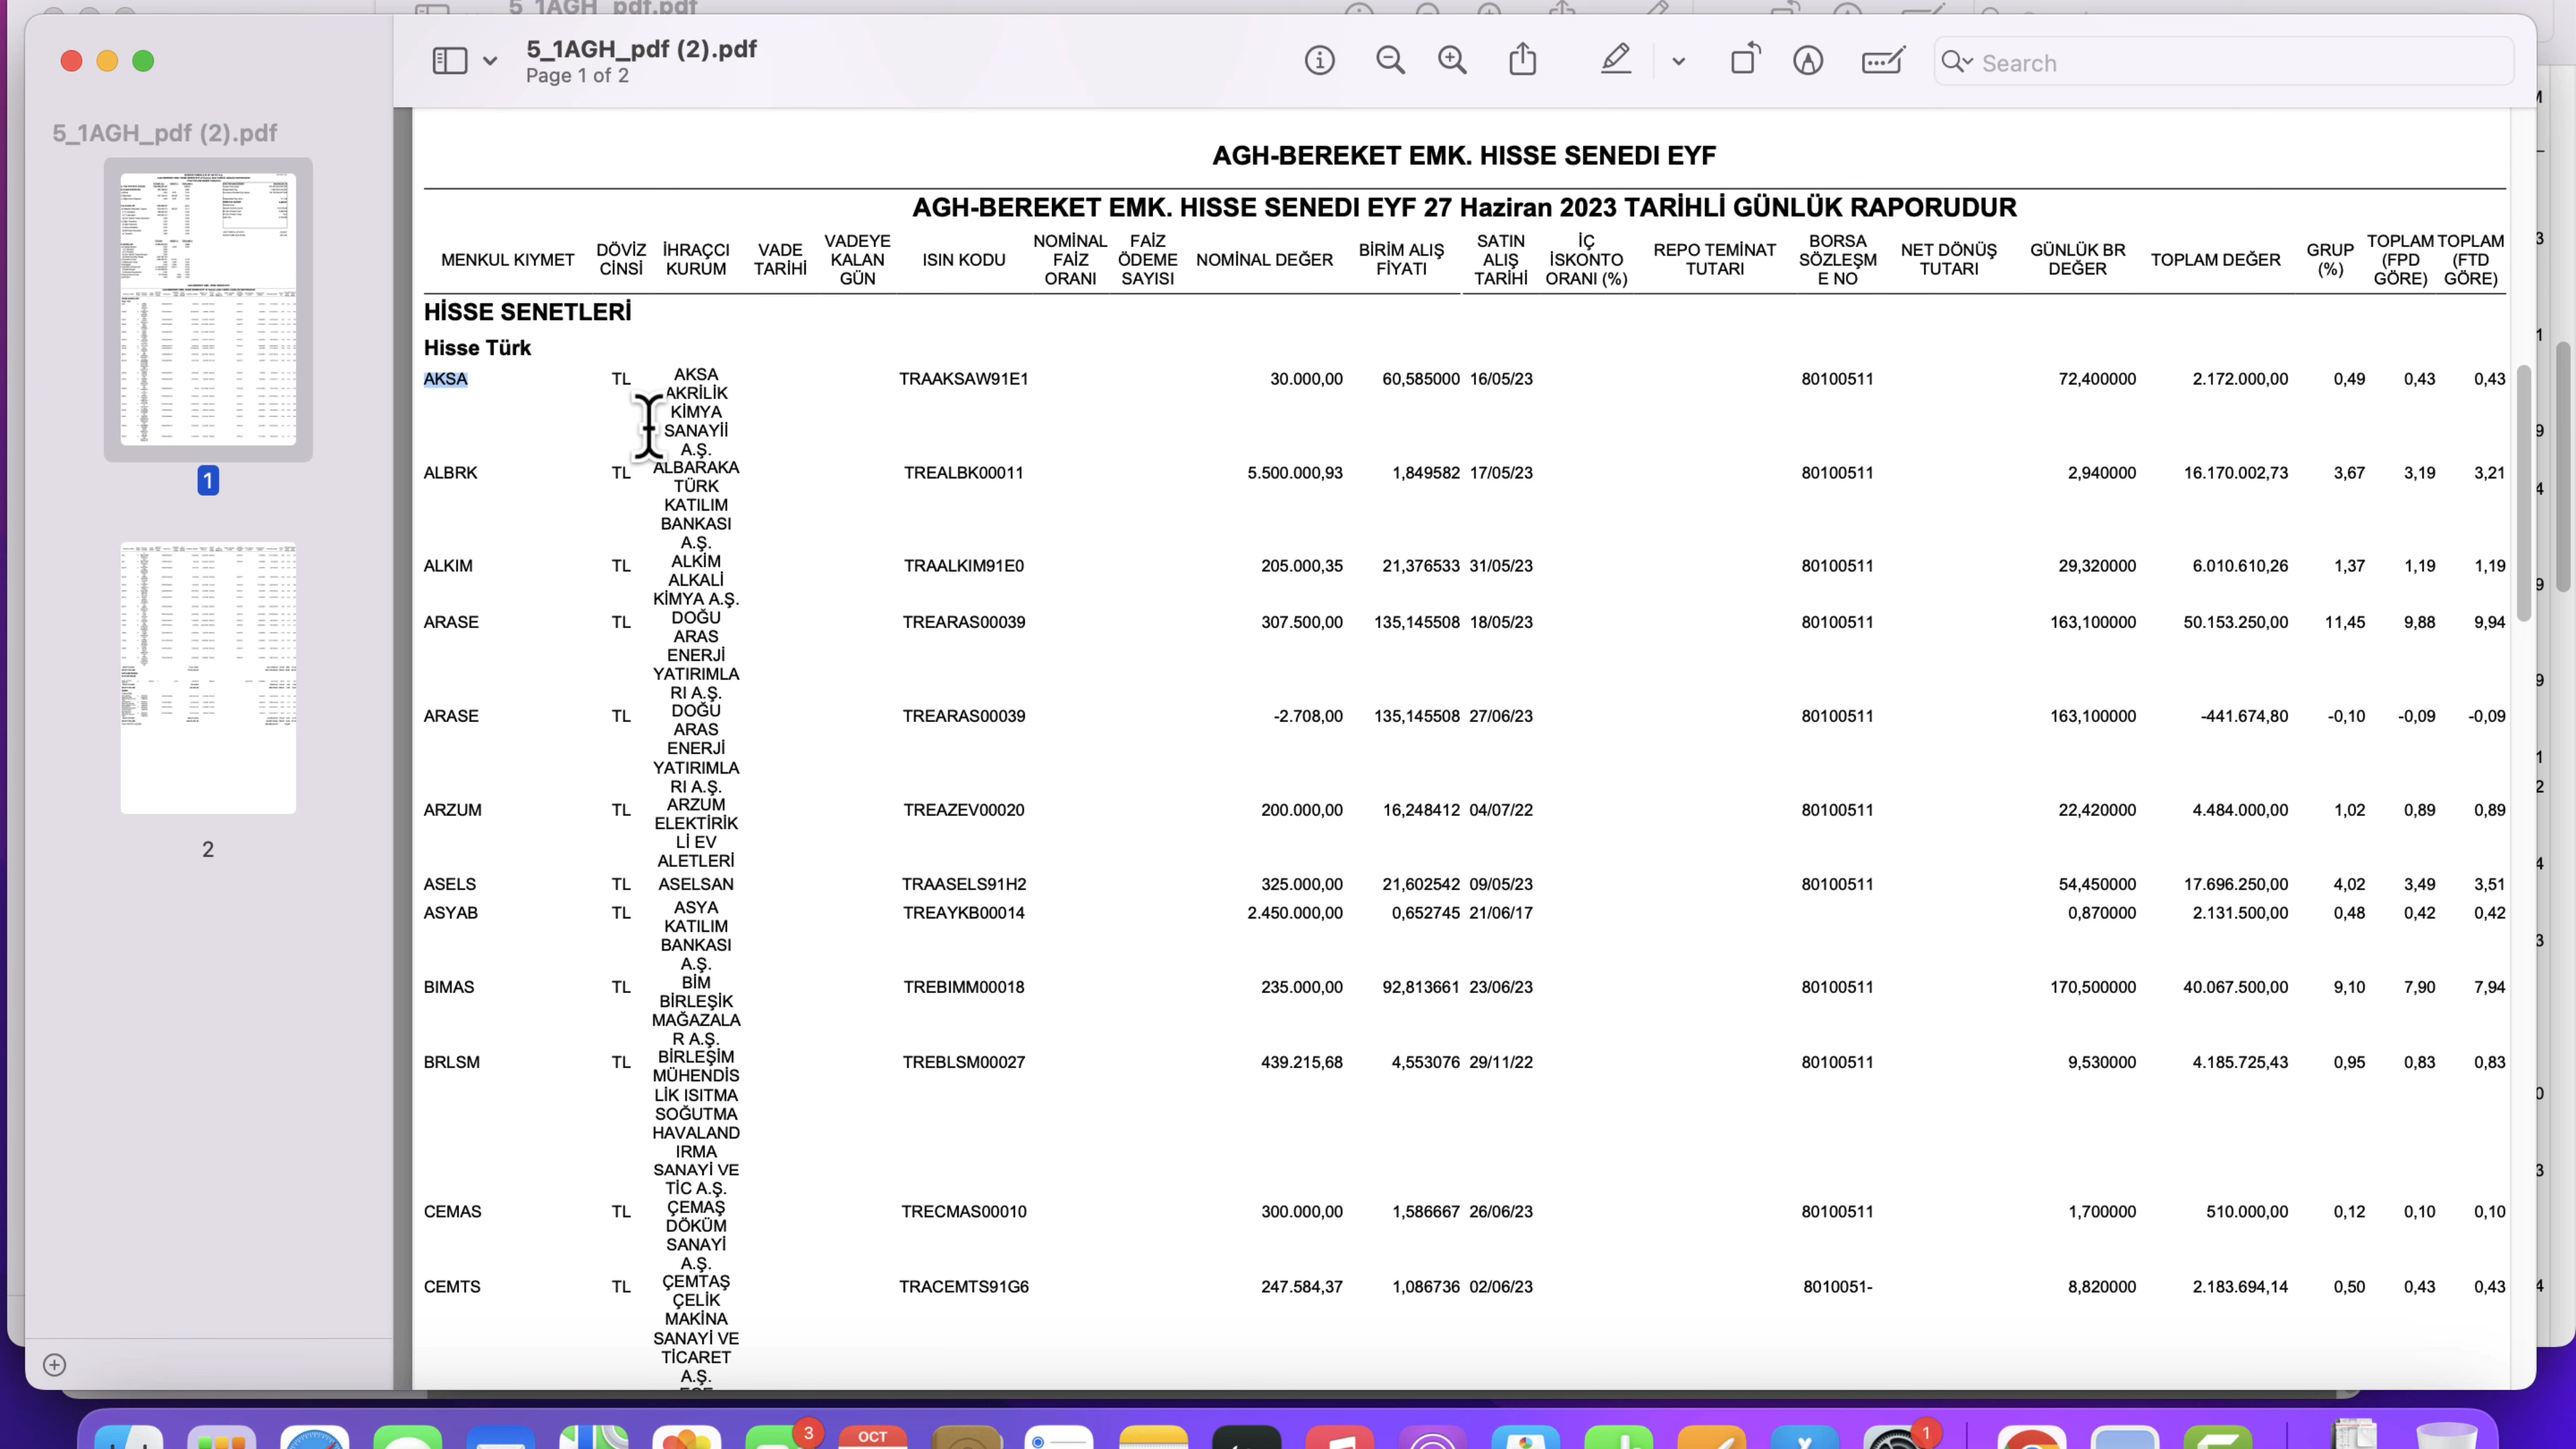 5_1AGH_pdf.pdf
5_1AGH_pdf (2).pdf
Page 1 of 2
Search
5_1AGH_pdf (2).pdf
1
2
AGH-BEREKET EMK. HISSE SENEDI EYF
AGH-BEREKET EMK. HISSE SENEDI EYF 27 Haziran 2023 TARİHLİ GÜNLÜK RAPORUDUR
MENKUL KIYMET DÖVİZ CİNSİ İHRAÇCI KURUM VADE TARİHİ VADEYE KALAN GÜN ISIN KODU NOMİNAL FAİZ ORANI FAİZ ÖDEME SAYISI NOMİNAL DEĞER BİRİM ALIŞ FİYATI SATIN ALIŞ TARİHİ İÇ İSKONTO ORANI (%) REPO TEMINAT TUTARI BORSA SÖZLEŞM E NO NET DÖNÜŞ TUTARI GÜNLÜK BR DEĞER TOPLAM DEĞER GRUP (%) TOPLAM (FPD GÖRE) TOPLAM (FTD GÖRE)
HİSSE SENETLERİ
Hisse Türk
AKSA TL AKSA TRAAKSAW91E1 30.000,00 60,585000 16/05/23 80100511 72,400000 2.172.000,00 0,49 0,43 0,43
AKRİLİK
KİMYA
SANAYİİ
A.Ş.
ALBRK TL ALBARAKA TREALBK00011 5.500.000,93 1,849582 17/05/23 80100511 2,940000 16.170.002,73 3,67 3,19 3,21
TÜRK
KATILIM
BANKASI
A.Ş.
ALKIM TL ALKİM TRAALKIM91E0 205.000,35 21,376533 31/05/23 80100511 29,320000 6.010.610,26 1,37 1,19 1,19
ALKALİ
KİMYA A.Ş.
ARASE TL DOĞU TREARAS00039 307.500,00 135,145508 18/05/23 80100511 163,100000 50.153.250,00 11,45 9,88 9,94
ARAS
ENERJİ
YATIRIMLA
RI A.Ş.
ARASE TL DOĞU TREARAS00039 -2.708,00 135,145508 27/06/23 80100511 163,100000 -441.674,80 -0,10 -0,09 -0,09
ARAS
ENERJİ
YATIRIMLA
RI A.Ş.
ARZUM TL ARZUM TREAZEV00020 200.000,00 16,248412 04/07/22 80100511 22,420000 4.484.000,00 1,02 0,89 0,89
ELEKTİRİK
Lİ EV
ALETLERİ
ASELS TL ASELSAN TRAASELS91H2 325.000,00 21,602542 09/05/23 80100511 54,450000 17.696.250,00 4,02 3,49 3,51
ASYAB TL ASYA TREAYKB00014 2.450.000,00 0,652745 21/06/17 0,870000 2.131.500,00 0,48 0,42 0,42
KATILIM
BANKASI
A.Ş.
BIMAS TL BİM TREBIMM00018 235.000,00 92,813661 23/06/23 80100511 170,500000 40.067.500,00 9,10 7,90 7,94
BİRLEŞİK
MAĞAZALA
R A.Ş.
BRLSM TL BİRLEŞİM TREBLSM00027 439.215,68 4,553076 29/11/22 80100511 9,530000 4.185.725,43 0,95 0,83 0,83
MÜHENDİS
LİK ISITMA
SOĞUTMA
HAVALAND
IRMA
SANAYİ VE
TİC A.Ş.
CEMAS TL ÇEMAŞ TRECMAS00010 300.000,00 1,586667 26/06/23 80100511 1,700000 510.000,00 0,12 0,10 0,10
DÖKÜM
SANAYİ
A.Ş.
CEMTS TL ÇEMTAŞ TRACEMTS91G6 247.584,37 1,086736 02/06/23 8010051- 8,820000 2.183.694,14 0,50 0,43 0,43
ÇELİK
MAKİNA
SANAYİ VE
TİCARET
A.Ş.
3
OCT
1